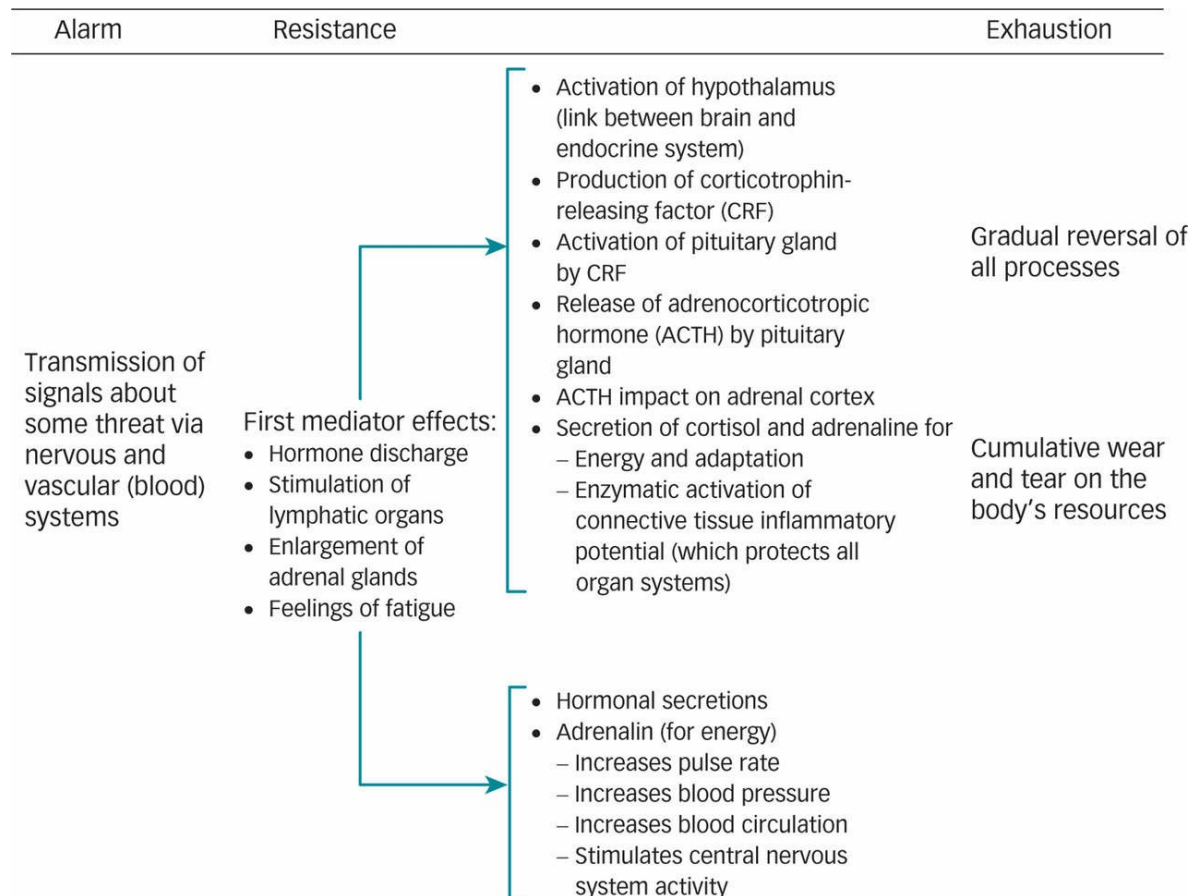 Alarm
Resistance
Exhaustion
Transmission of
signals about
some threat via
nervous and
vascular (blood)
systems
First mediator effects:
• Hormone discharge
• Stimulation of
lymphatic organs
• Enlargement of
adrenal glands
• Feelings of fatigue
• Activation of hypothalamus
(link between brain and
endocrine system)
• Production of corticotrophin-
releasing factor (CRF)
• Activation of pituitary gland
by CRF
• Release of adrenocorticotropic
hormone (ACTH) by pituitary
gland
• ACTH impact on adrenal cortex
• Secretion of cortisol and adrenaline for
– Energy and adaptation
– Enzymatic activation of
connective tissue inflammatory
potential (which protects all
organ systems)
• Hormonal secretions
• Adrenalin (for energy)
– Increases pulse rate
– Increases blood pressure
– Increases blood circulation
– Stimulates central nervous
system activity
Gradual reversal of
all processes
Cumulative wear
and tear on the
body's resources